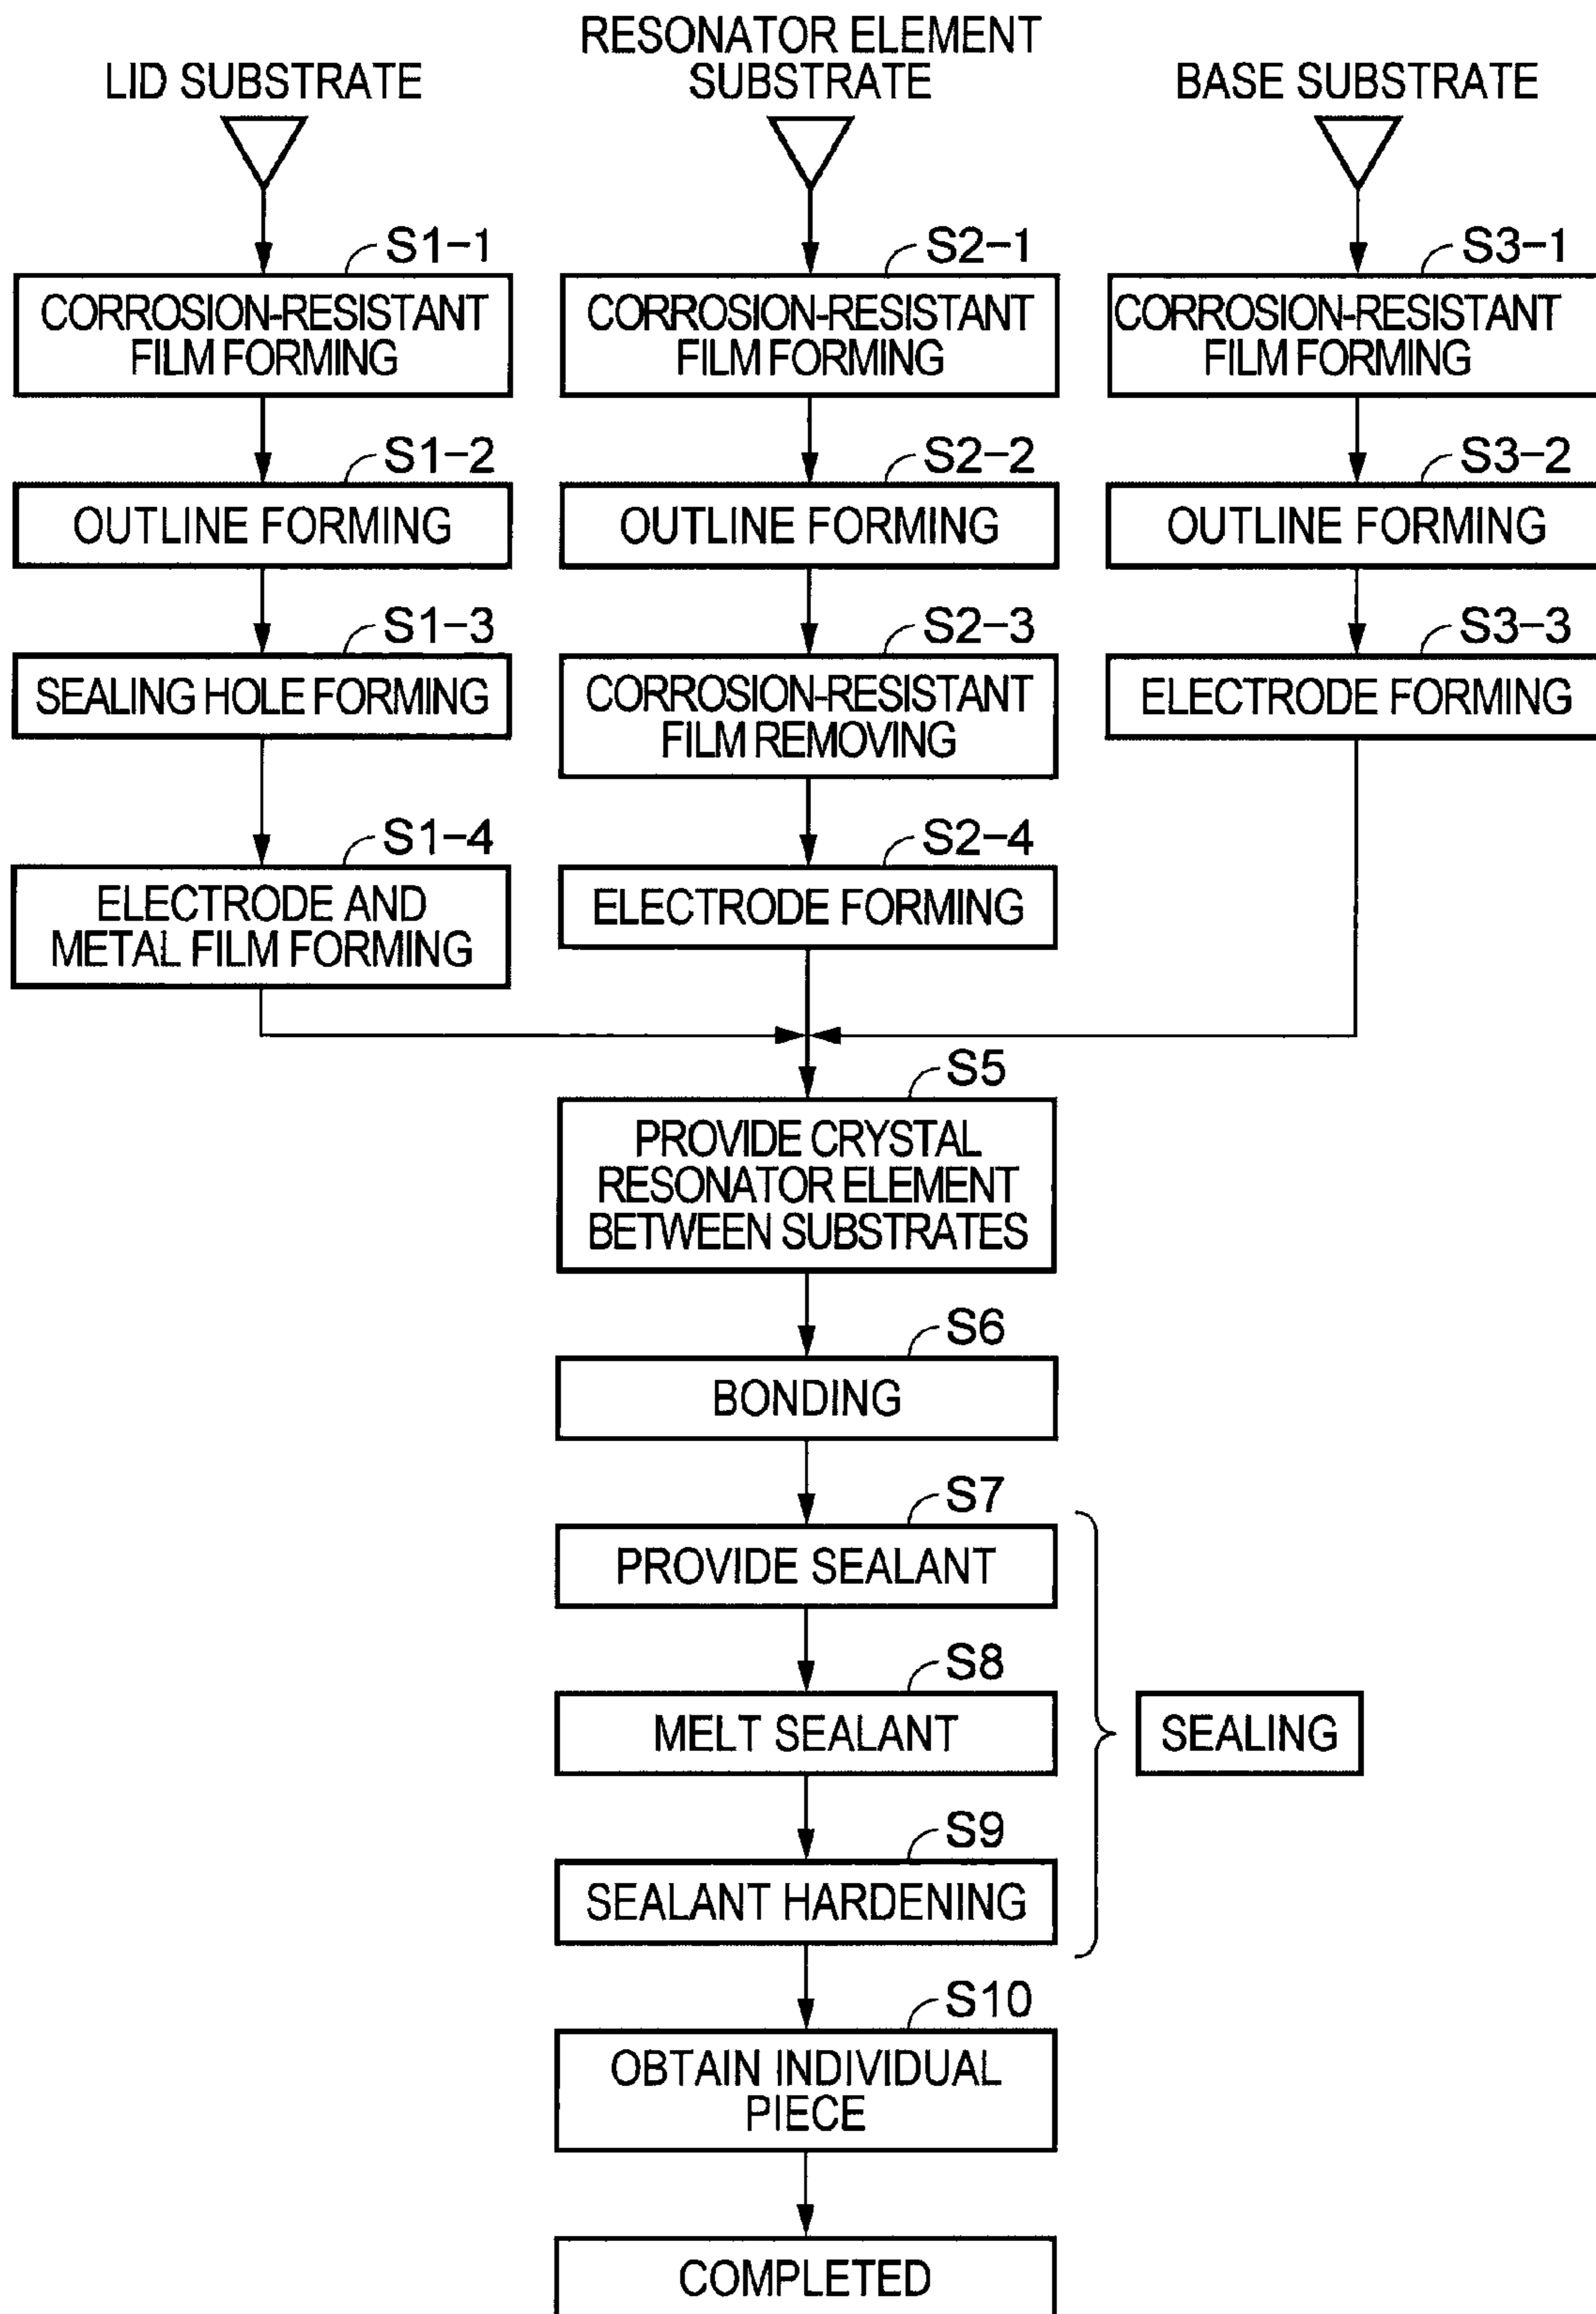 LID SUBSTRATE
RESONATOR ELEMENT
SUBSTRATE
BASE SUBSTRATE
S1-1
CORROSION-RESISTANT
FILM FORMING
S1-2
OUTLINE FORMING
S1-3
SEALING HOLE FORMING
S1-4
ELECTRODE AND
METAL FILM FORMING
S2-1
CORROSION-RESISTANT
FILM FORMING
S2-2
OUTLINE FORMING
S2-3
CORROSION-RESISTANT
FILM REMOVING
S2-4
ELECTRODE FORMING
S3-1
CORROSION-RESISTANT
FILM FORMING
S3-2
OUTLINE FORMING
S3-3
ELECTRODE FORMING
S5
PROVIDE CRYSTAL
RESONATOR ELEMENT
BETWEEN SUBSTRATES
S6
BONDING
S7
PROVIDE SEALANT
S8
MELT SEALANT
SEALING
S9
SEALANT HARDENING
S10
OBTAIN INDIVIDUAL
PIECE
COMPLETED